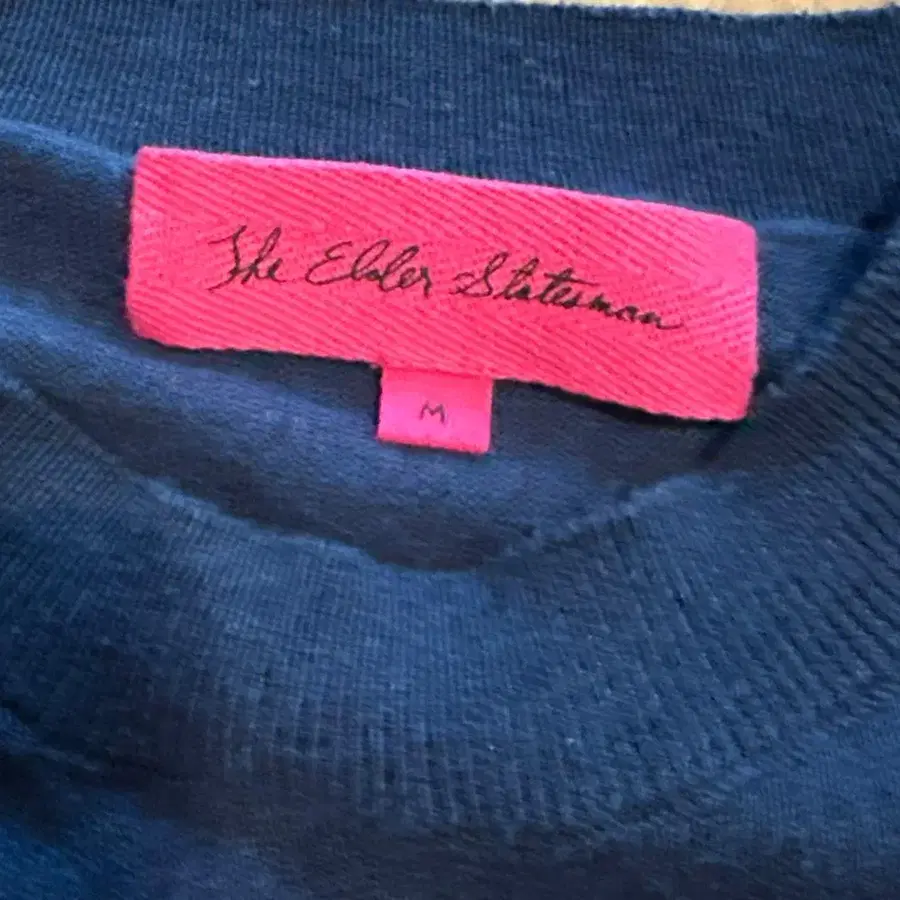 The Elder Statesman
M